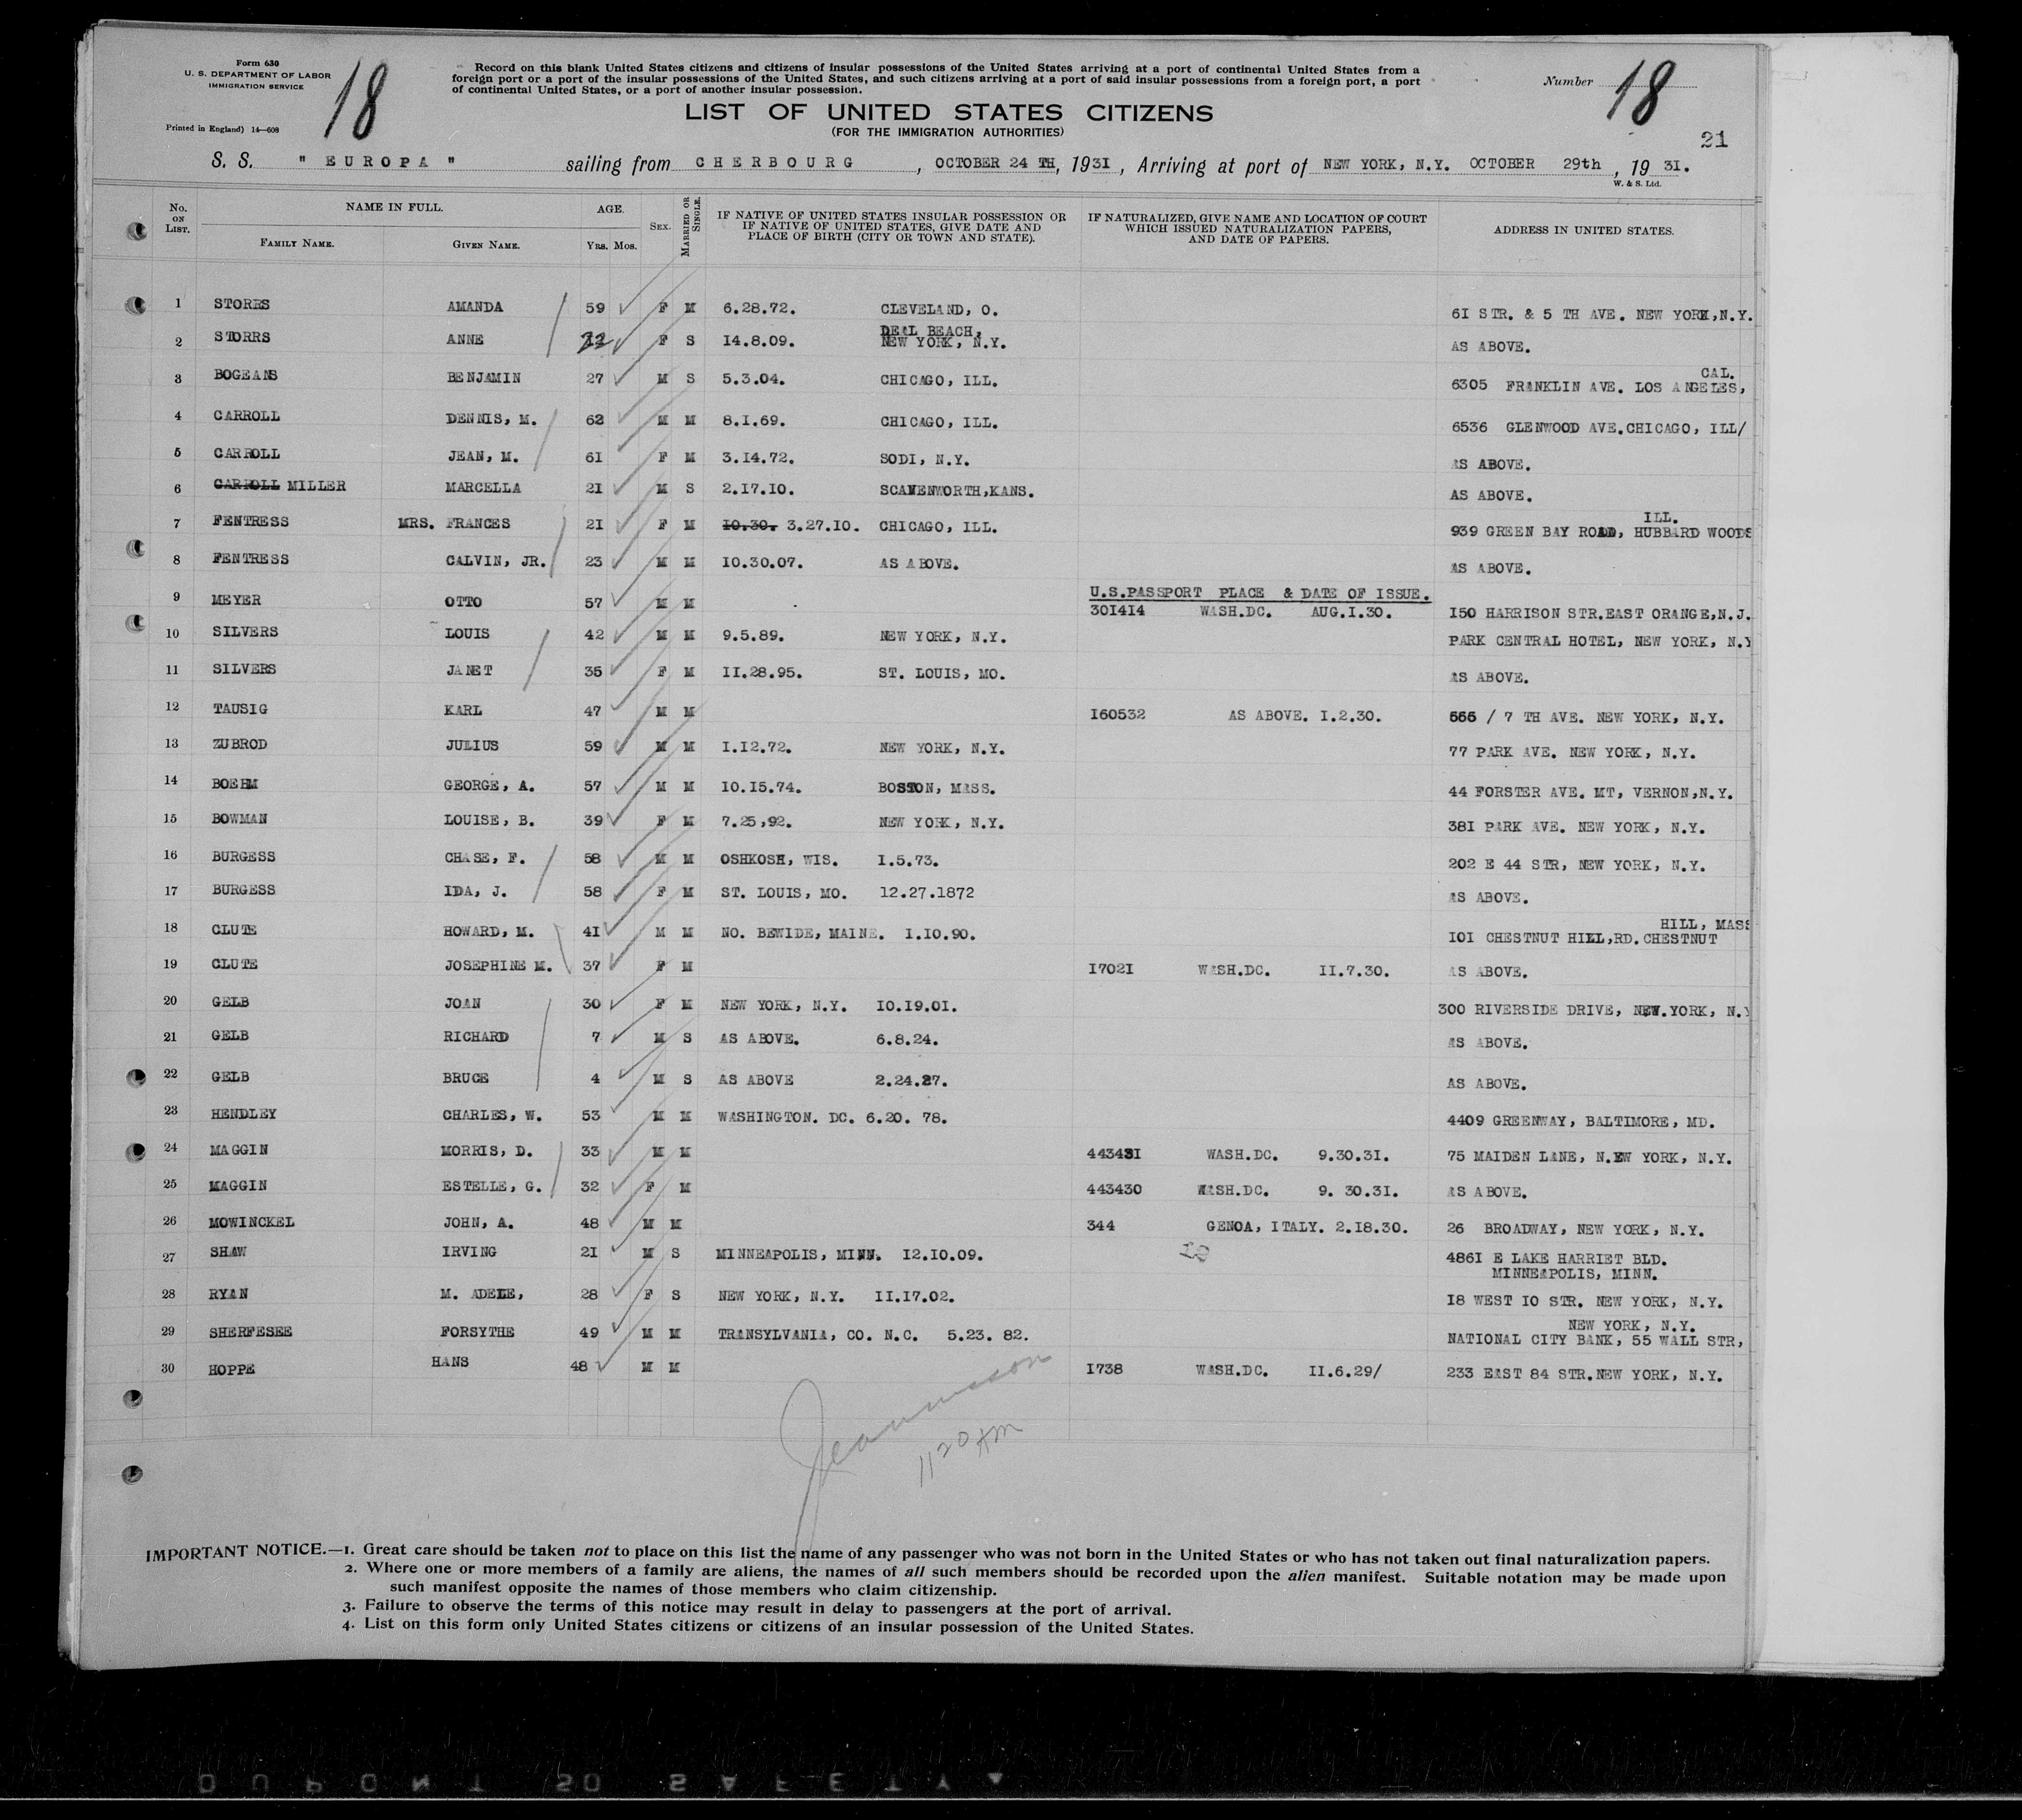 Form 630
U. S. DEPARTMENT OF LABOR
IMMIGRATION SERVICE
Printed in England) 14—608
18
Record on this blank United States citizens and citizens of insular possessions of the United States arriving at a port of continental United States from a
foreign port or a port of the insular possessions of the United States, and such citizens arriving at a port of said insular possessions from a foreign port, a port
of continental United States, or a port of another insular possession.
Number 18
LIST OF UNITED STATES CITIZENS
(FOR THE IMMIGRATION AUTHORITIES)
21
S. S. " EUROPA " sailing from CHERBOURG, OCTOBER 24 TH, 1931, Arriving at port of NEW YORK, N.Y. OCTOBER 29th, 1931.
W. & S. Ltd.
No. ON LIST. NAME IN FULL. FAMILY NAME. GIVEN NAME. AGE. Yrs. Mos. SEX. MARRIED OR SINGLE. IF NATIVE OF UNITED STATES INSULAR POSSESSION OR IF NATIVE OF UNITED STATES, GIVE DATE AND PLACE OF BIRTH (CITY OR TOWN AND STATE). IF NATURALIZED, GIVE NAME AND LOCATION OF COURT WHICH ISSUED NATURALIZATION PAPERS, AND DATE OF PAPERS. ADDRESS IN UNITED STATES.
1 STORRS AMANDA 59 F M 6.28.72. CLEVELAND, O. 61 STR. & 5 TH AVE. NEW YORK,N.Y.
2 STORRS ANNE 22 F S 14.8.09. DEAL BEACH, NEW YORK, N.Y. AS ABOVE.
3 BOGEANS BENJAMIN 27 M S 5.3.04. CHICAGO, ILL. 6305 FRANKLIN AVE. LOS ANGELES, CAL.
4 CARROLL DENNIS, M. 62 M M 8.1.69. CHICAGO, ILL. 6536 GLENWOOD AVE.CHICAGO, ILL/
5 CARROLL JEAN, M. 61 F M 3.14.72. SODI, N.Y. AS ABOVE.
6 CARROLL MILLER MARCELLA 21 M S 2.17.10. SCAVENWORTH,KANS. AS ABOVE.
7 FENTRESS MRS. FRANCES 21 F M 10.30. 3.27.10. CHICAGO, ILL. 939 GREEN BAY ROAD, HUBBARD WOODS ILL.
8 FENTRESS CALVIN, JR. 23 M M 10.30.07. AS ABOVE. AS ABOVE.
U.S.PASSPORT PLACE & DATE OF ISSUE.
9 MEYER OTTO 57 M M 301414 WASH.DC. AUG.1.30. 150 HARRISON STR.EAST ORANGE,N.J.
10 SILVERS LOUIS 42 M M 9.5.89. NEW YORK, N.Y. PARK CENTRAL HOTEL, NEW YORK, N.Y
11 SILVERS JANET 35 F M 11.28.95. ST. LOUIS, MO. AS ABOVE.
12 TAUSIG KARL 47 M M 160532 AS ABOVE. 1.2.30. 555 / 7 TH AVE. NEW YORK, N.Y.
13 ZUBROD JULIUS 59 M M 1.12.72. NEW YORK, N.Y. 77 PARK AVE. NEW YORK, N.Y.
14 BOEHM GEORGE, A. 57 M M 10.15.74. BOSTON, MASS. 44 FORSTER AVE. MT, VERNON,N.Y.
15 BOWMAN LOUISE, B. 39 F M 7.25,92. NEW YORK, N.Y. 381 PARK AVE. NEW YORK, N.Y.
16 BURGESS CHASE, F. 58 M M OSHKOSH, WIS. 1.5.73. 202 E 44 STR, NEW YORK, N.Y.
17 BURGESS IDA, J. 58 F M ST. LOUIS, MO. 12.27.1872 AS ABOVE.
18 CLUTE HOWARD, M. 41 M M NO. BEWIDE, MAINE. 1.10.90. 101 CHESTNUT HILL,RD. CHESTNUT HILL, MASS
19 CLUTE JOSEPHINE M. 37 F M 17021 WASH.DC. 11.7.30. AS ABOVE.
20 GELB JOAN 30 F M NEW YORK, N.Y. 10.19.01. 300 RIVERSIDE DRIVE, NEW.YORK, N.Y
21 GELB RICHARD 7 M S AS ABOVE. 6.8.24. AS ABOVE.
22 GELB BRUCE 4 M S AS ABOVE 2.24.27. AS ABOVE.
23 HENDLEY CHARLES, W. 53 M M WASHINGTON. DC. 6.20. 78. 4409 GREENWAY, BALTIMORE, MD.
24 MAGGIN MORRIS, D. 33 M M 443431 WASH.DC. 9.30.31. 75 MAIDEN LANE, N.EW YORK, N.Y.
25 MAGGIN ESTELLE, G. 32 F M 443430 WASH.DC. 9. 30.31. AS ABOVE.
26 MOWINCKEL JOHN, A. 48 M M 344 GENOA, ITALY. 2.18.30. 26 BROADWAY, NEW YORK, N.Y.
27 SHAW IRVING 21 M S MINNEAPOLIS, MINN. 12.10.09. 4861 E LAKE HARRIET BLD. MINNEAPOLIS, MINN.
28 RYAN M. ADELE, 28 F S NEW YORK, N.Y. 11.17.02. 18 WEST 10 STR. NEW YORK, N.Y.
29 SHERFESEE FORSYTHE 49 M M TRANSYLVANIA, CO. N.C. 5.23. 82. NATIONAL CITY BANK, 55 WALL STR, NEW YORK, N.Y.
30 HOPPE HANS 48 M M 1738 WASH.DC. 11.6.29/ 233 EAST 84 STR.NEW YORK, N.Y.
1120 AM
IMPORTANT NOTICE.—1. Great care should be taken not to place on this list the name of any passenger who was not born in the United States or who has not taken out final naturalization papers.
2. Where one or more members of a family are aliens, the names of all such members should be recorded upon the alien manifest. Suitable notation may be made upon
such manifest opposite the names of those members who claim citizenship.
3. Failure to observe the terms of this notice may result in delay to passengers at the port of arrival.
4. List on this form only United States citizens or citizens of an insular possession of the United States.
DUPONT SO SAFETY